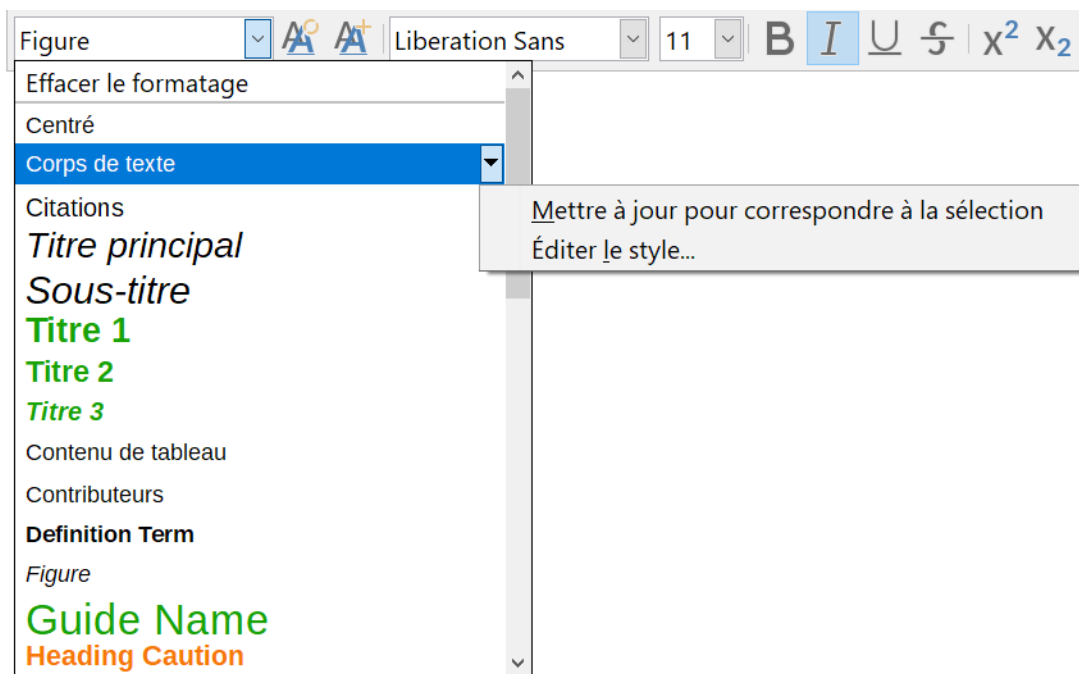 Figure Liberation Sans 11 B I U S X² X₂
Effacer le formatage
Centré
Corps de texte
Mettre à jour pour correspondre à la sélection
Éditer le style...
Citations
Titre principal
Sous-titre
Titre 1
Titre 2
Titre 3
Contenu de tableau
Contributeurs
Definition Term
Figure
Guide Name
Heading Caution